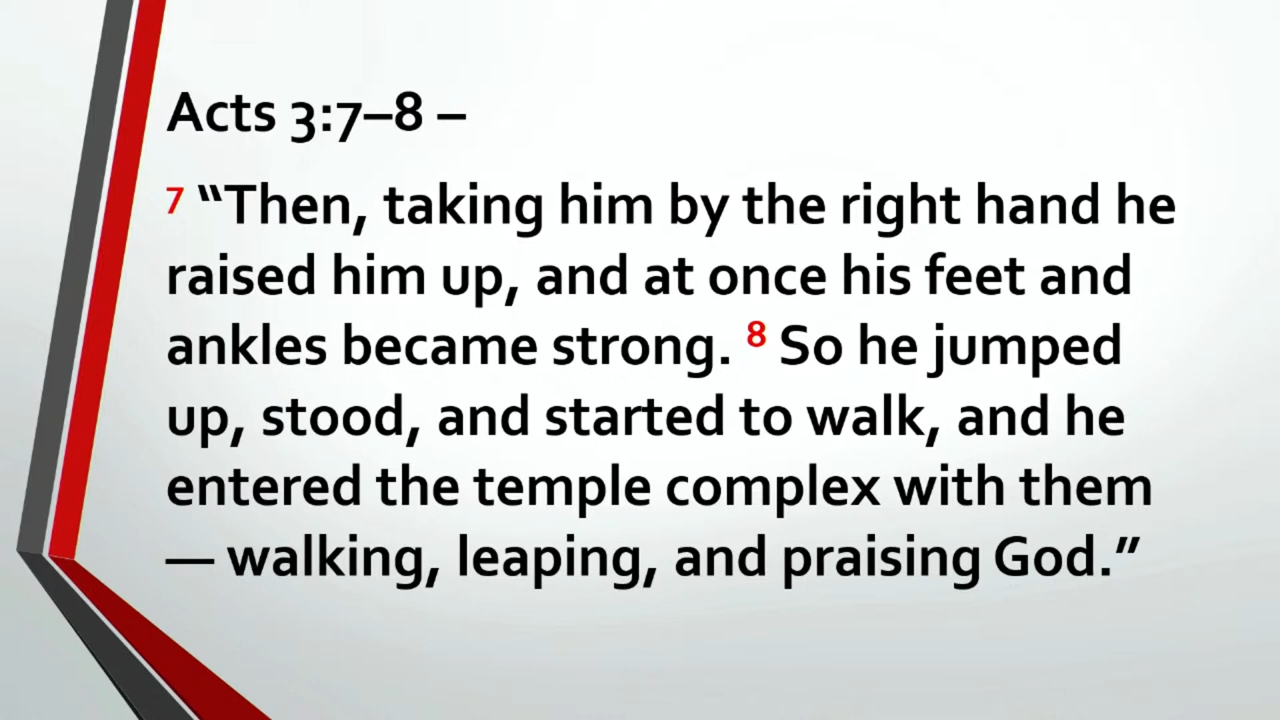 Acts 3:7–8 –
7 “Then, taking him by the right hand he
raised him up, and at once his feet and
ankles became strong. 8 So he jumped
up, stood, and started to walk, and he
entered the temple complex with them
— walking, leaping, and praising God.”